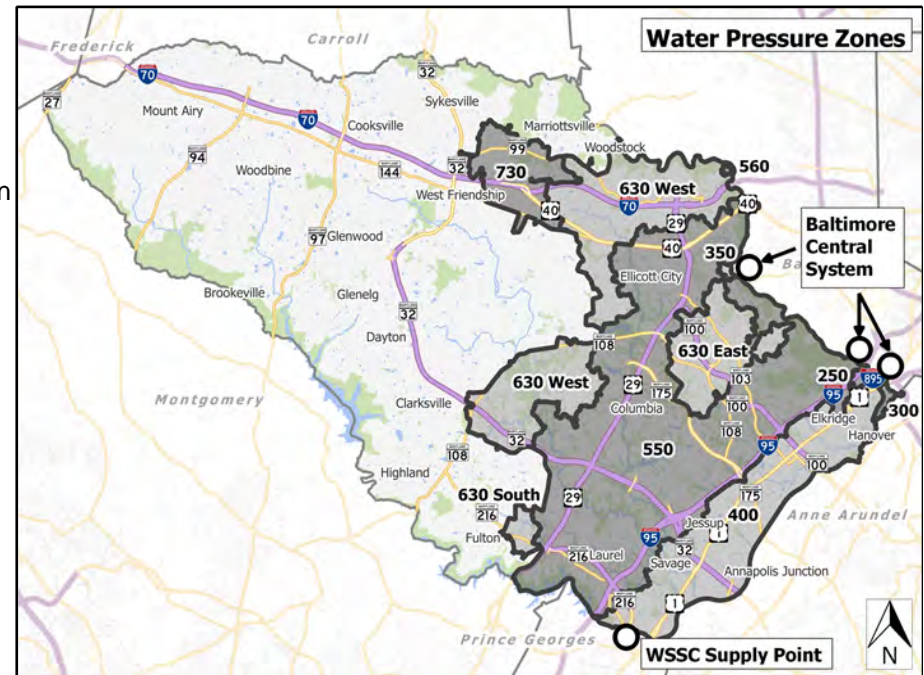 Water Pressure Zones
Frederick
Carroll
m
70
32
27
Mount Airy
70
Sykesville
Cooksville
Marriottsville
99
Woodstock
94
Woodbine
144
32
730
560
West Friendship
630 West
70
40
40
29
Baltimore
Central
System
97
Glenwood
40
350
Ba
Ellicott City
Brookeville
Glenelg
32
100
Dayton
108
630 East
630 West
29
175
103
250
895
95
1
300
Montgomery
Clarksville
Columbia
100
Elkridge
Hanover
32
108
95
108
550
100
Highland
630 South
175
29
400
Anne Arundel
216
Jessup
1
Fulton
95
32
216
Laurel
Savage
Annapolis Junction
216
1
Prince Georges
WSSC Supply Point
N